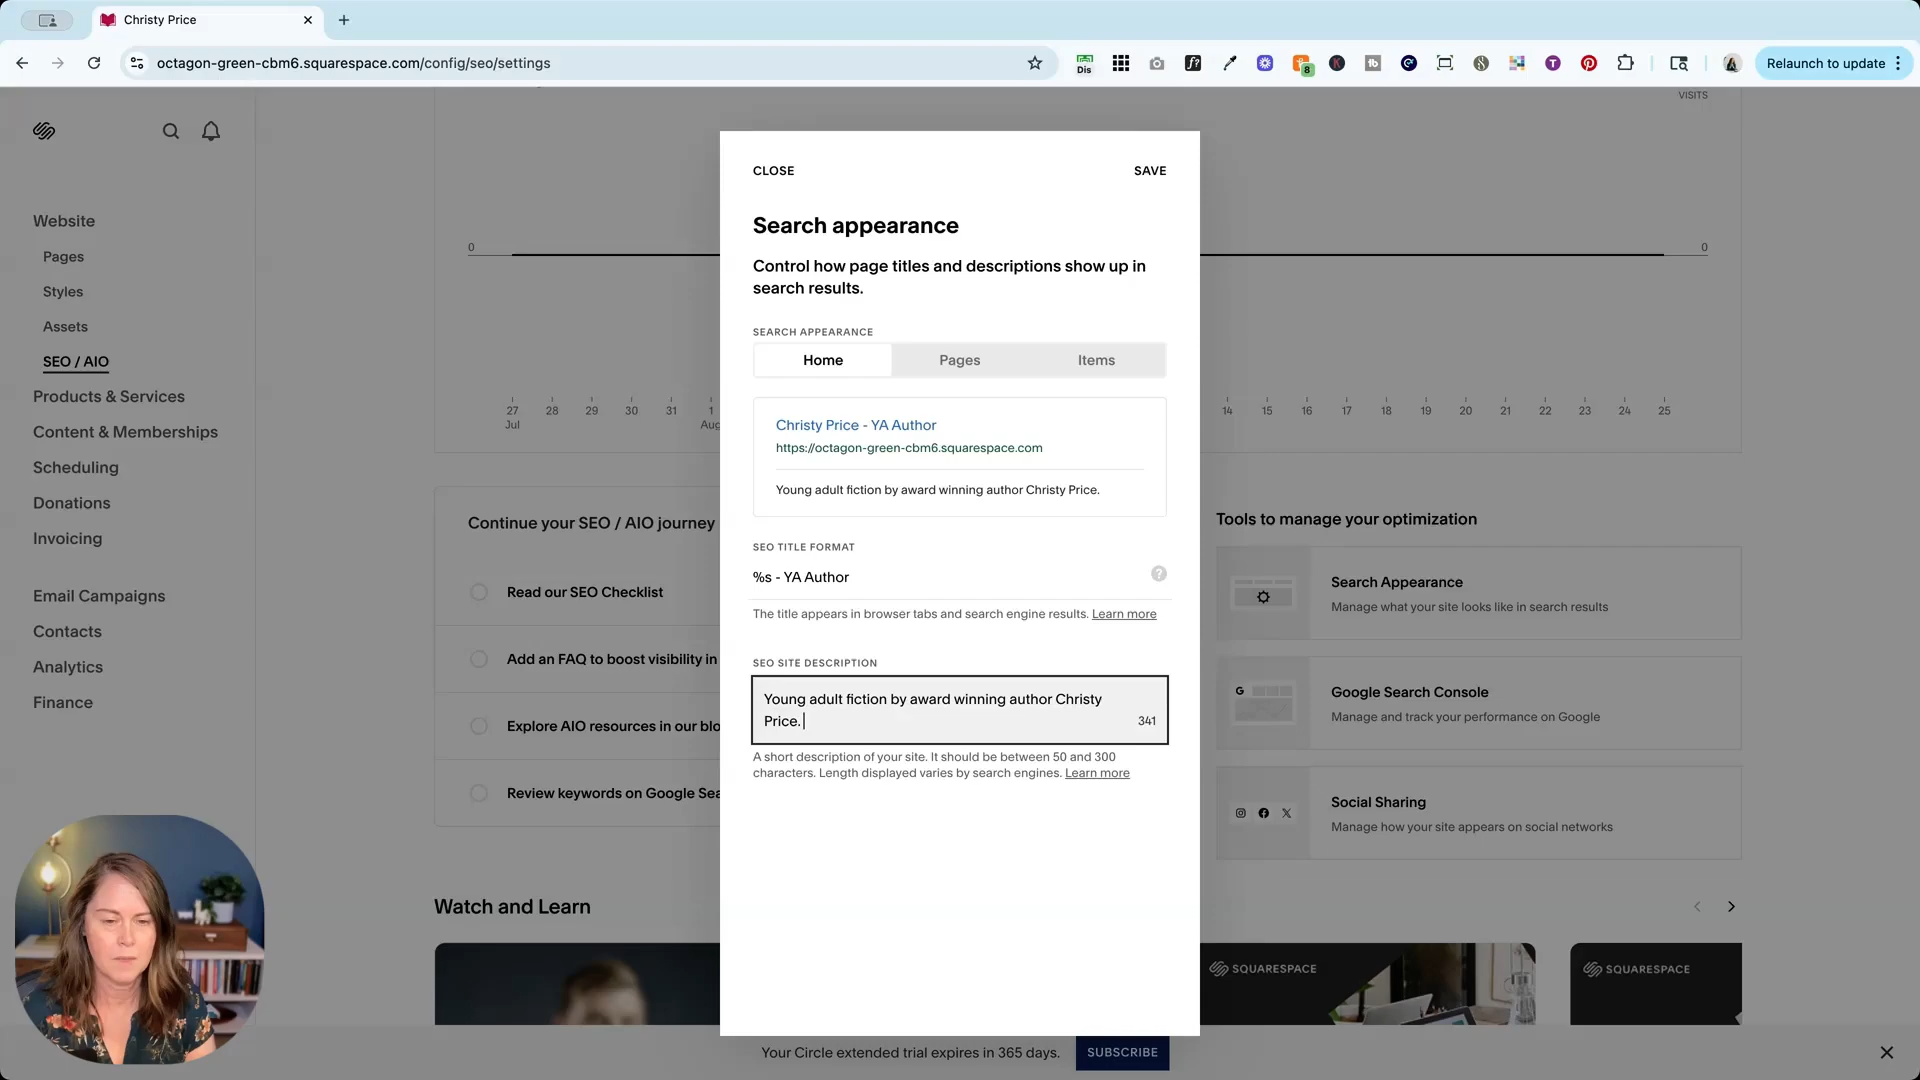 Christy Price
octagon-green-cbm6.squarespace.com/config/seo/settings
Dis
f?
8
K
tb
T
Relaunch to update
VISITS
Website
Pages
Styles
Assets
SEO / AIO
Products & Services
Content & Memberships
Scheduling
Donations
Invoicing
Email Campaigns
Contacts
Analytics
Finance
0
0
27 28 29 30 31 1
Jul Aug
14 15 16 17 18 19 20 21 22 23 24 25
Continue your SEO / AIO journey
Read our SEO Checklist
Add an FAQ to boost visibility in
Explore AIO resources in our blo
Review keywords on Google Sea
CLOSE
SAVE
Search appearance
Control how page titles and descriptions show up in
search results.
SEARCH APPEARANCE
Home
Pages
Items
Christy Price - YA Author
https://octagon-green-cbm6.squarespace.com
Young adult fiction by award winning author Christy Price.
SEO TITLE FORMAT
%s - YA Author
?
The title appears in browser tabs and search engine results. Learn more
SEO SITE DESCRIPTION
Young adult fiction by award winning author Christy
Price.
341
A short description of your site. It should be between 50 and 300
characters. Length displayed varies by search engines. Learn more
Tools to manage your optimization
Search Appearance
Manage what your site looks like in search results
G
Google Search Console
Manage and track your performance on Google
Social Sharing
Manage how your site appears on social networks
Watch and Learn
SQUARESPACE
SQUARESPACE
Your Circle extended trial expires in 365 days.
SUBSCRIBE